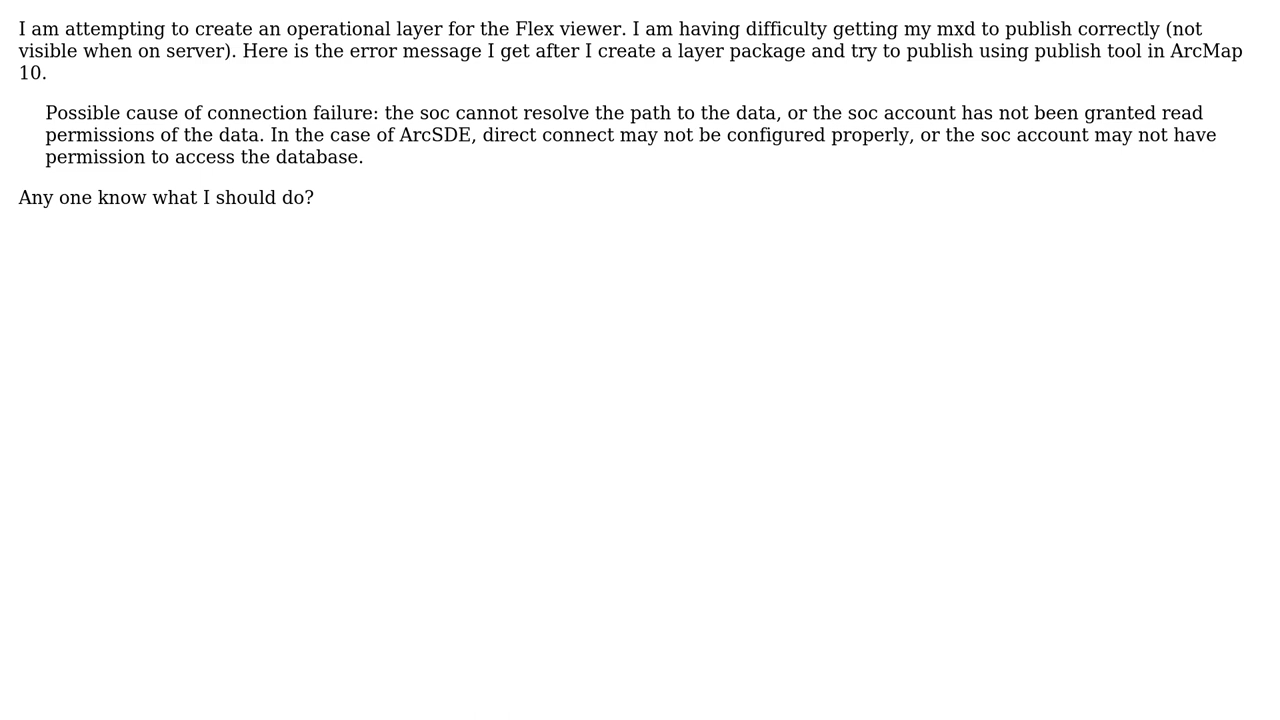 I am attempting to create an operational layer for the Flex viewer. I am having difficulty getting my mxd to publish correctly (not
visible when on server). Here is the error message I get after I create a layer package and try to publish using publish tool in ArcMap
10.
Possible cause of connection failure: the soc cannot resolve the path to the data, or the soc account has not been granted read
permissions of the data. In the case of ArcSDE, direct connect may not be configured properly, or the soc account may not have
permission to access the database.
Any one know what I should do?